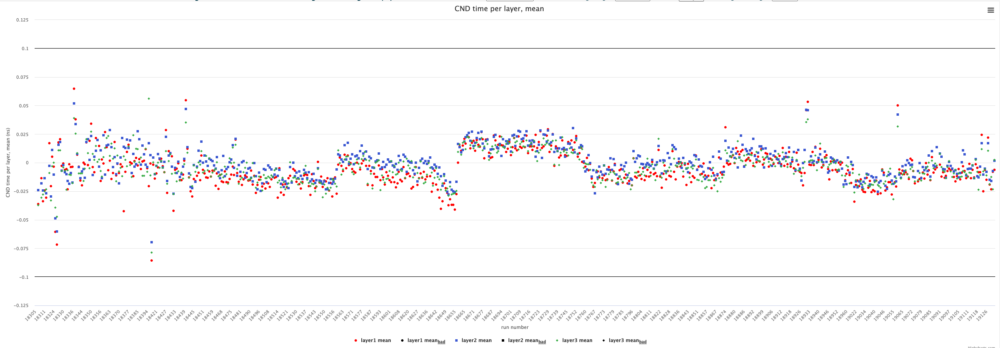 CND time per layer, mean
0.125
0.1
0.075
0.05
0.025
0
−0.025
−0.05
−0.075
−0.1
−0.125
CND time per layer, mean (ns)
18305 18311 18324 18330 18336 18344 18350 18356 18363 18370 18377 18385 18394 18421 18427 18433 18439 18445 18451 18459 18468 18475 18481 18490 18496 18508 18514 18521 18530 18537 18543 18550 18556 18563 18571 18577 18587 18593 18601 18608 18620 18627 18636 18642 18649 18655 18665 18671 18677 18687 18694 18701 18709 18716 18723 18729 18739 18745 18752 18760 18767 18773 18779 18785 18796 18804 18811 18822 18828 18836 18843 18851 18857 18867 18874 18880 18886 18892 18899 18906 18912 18918 18926 18933 18940 18946 18952 18960 19022 19034 19040 19046 19055 19065 19072 19079 19085 19091 19097 19105 19111 19118 19126
run number
layer1 mean layer1 meanbad layer2 mean layer2 meanbad layer3 mean layer3 meanbad
Highcharts.com